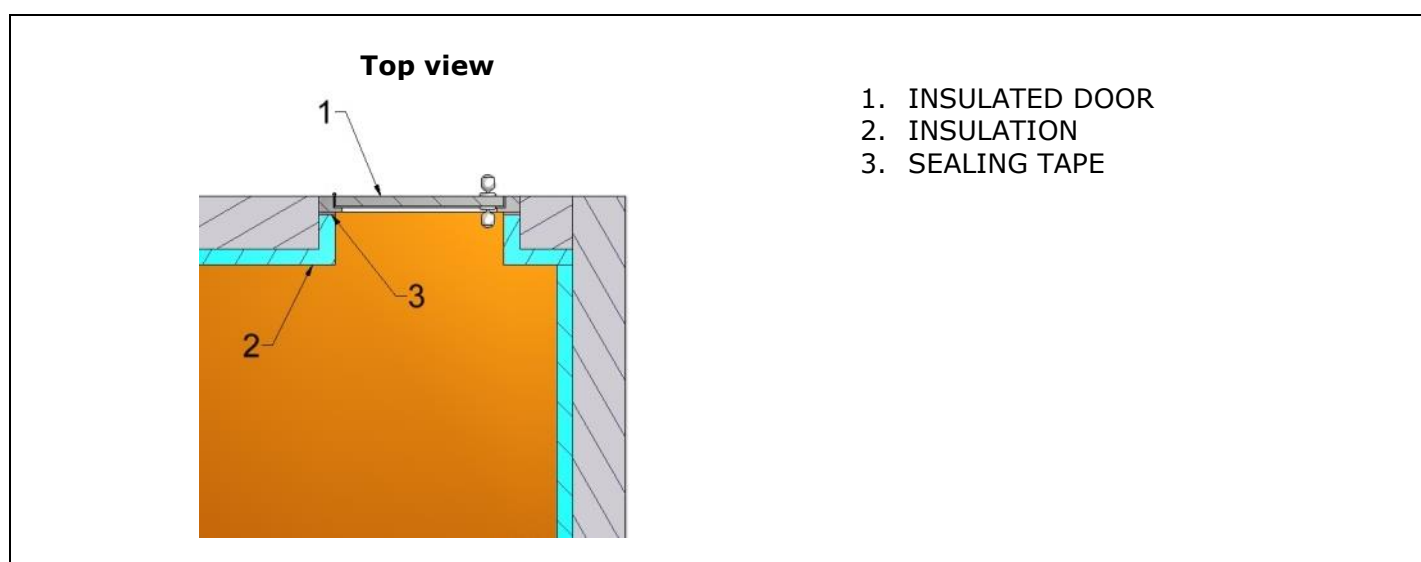 Top view
1
3
2
1. INSULATED DOOR
2. INSULATION
3. SEALING TAPE